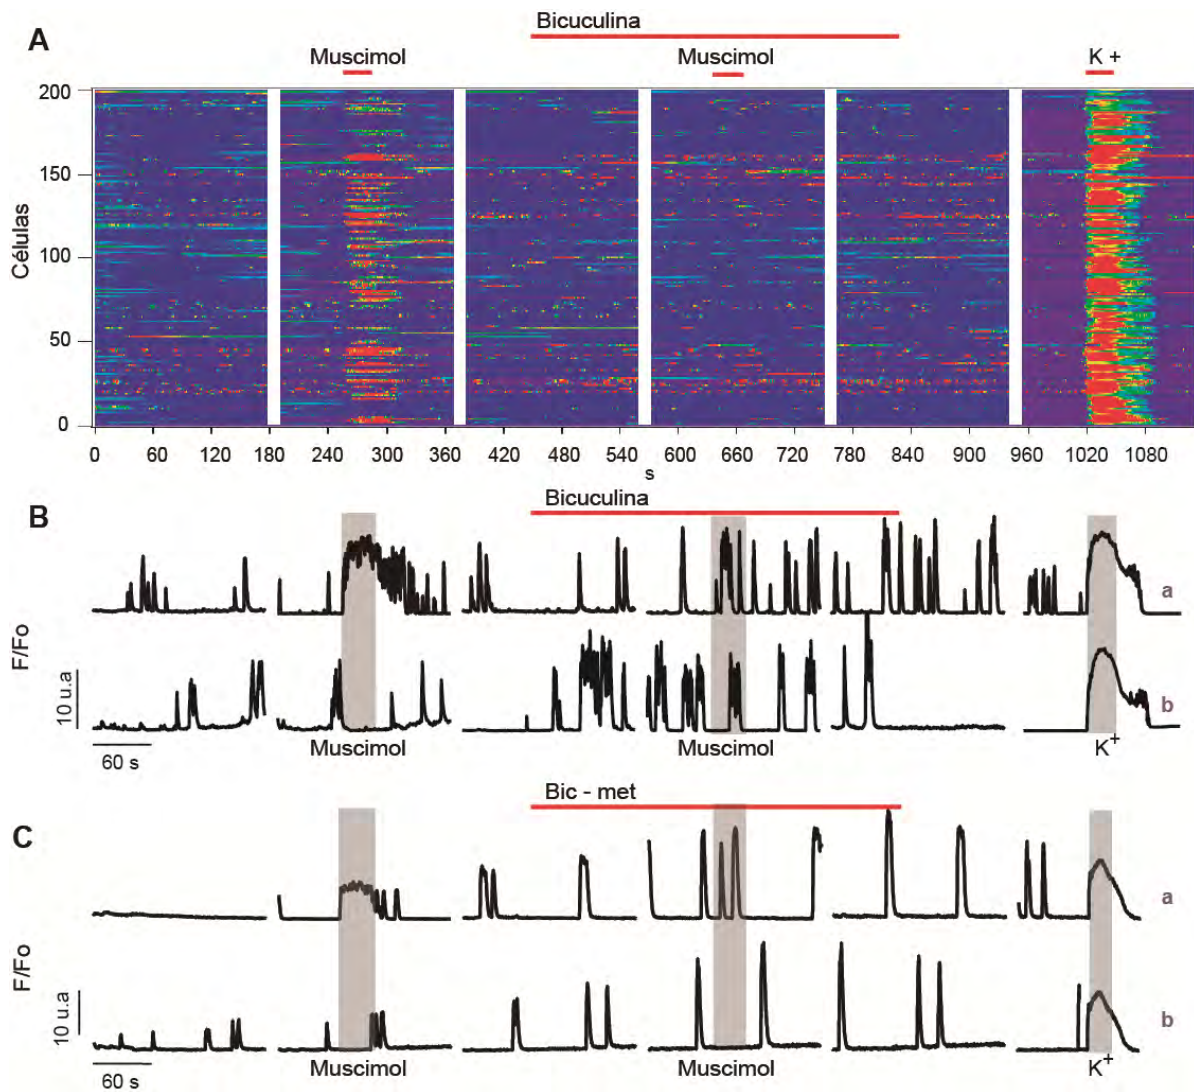 A
Bicuculina
Muscimol
Muscimol
K +
Células
200
150
100
50
0
0 60 120 180 240 300 360 420 480 540 600 660 720 780 840 900 960 1020 1080
s
B
Bicuculina
a
F/Fo
10 u.a
b
60 s
Muscimol
Muscimol
K+
Bic - met
C
a
F/Fo
10 u.a
b
60 s
Muscimol
Muscimol
K+